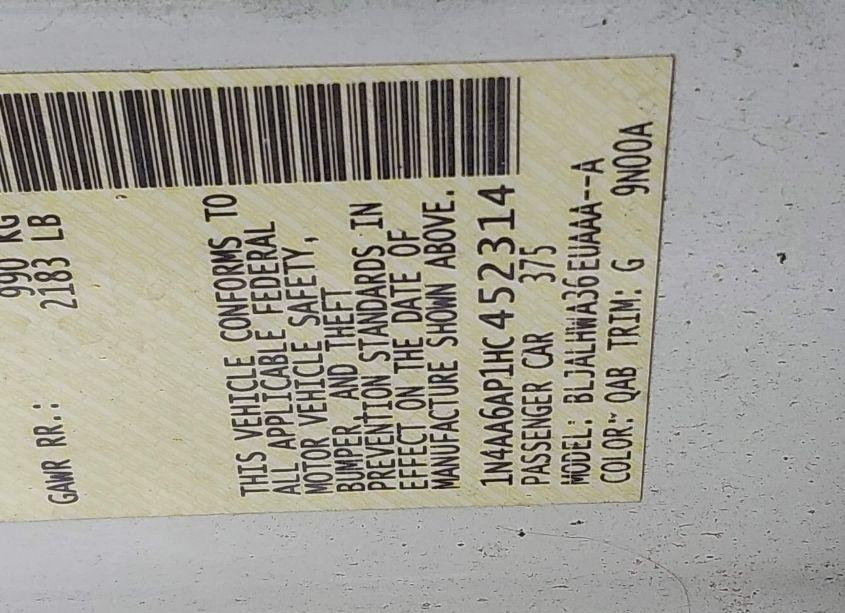 990 KG
GAWR RR.: 2183 LB
THIS VEHICLE CONFORMS TO
ALL APPLICABLE FEDERAL
MOTOR VEHICLE SAFETY,
BUMPER, AND THEFT
PREVENTION STANDARDS IN
EFFECT ON THE DATE OF
MANUFACTURE SHOWN ABOVE.
1N4AA6AP1HC452314
PASSENGER CAR 375
MODEL: BLJALHWA36EUAAA--A
COLOR: QAB TRIM: G 9N00A